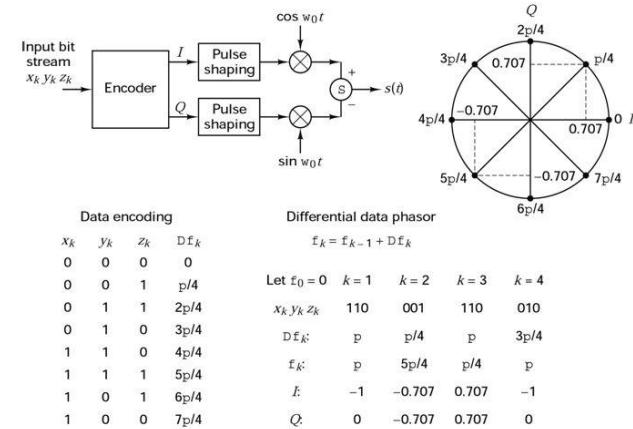 cos w0t
Input bit
stream
xk yk zk
Encoder
I
Pulse
shaping
Q
Pulse
shaping
+
S
−
s(t)
sin w0t
Q
2p/4
3p/4
0.707
p/4
4p/4
−0.707
0.707
0 I
5p/4
−0.707
7p/4
6p/4
Data encoding
xk yk zk Dfk
0 0 0 0
0 0 1 p/4
0 1 1 2p/4
0 1 0 3p/4
1 1 0 4p/4
1 1 1 5p/4
1 0 1 6p/4
1 0 0 7p/4
Differential data phasor
fk = fk−1 + Dfk
Let f0 = 0 k = 1 k = 2 k = 3 k = 4
xk yk zk 110 001 110 010
Dfk: p p/4 p 3p/4
fk: p 5p/4 p/4 p
I: −1 −0.707 0.707 −1
Q: 0 −0.707 0.707 0